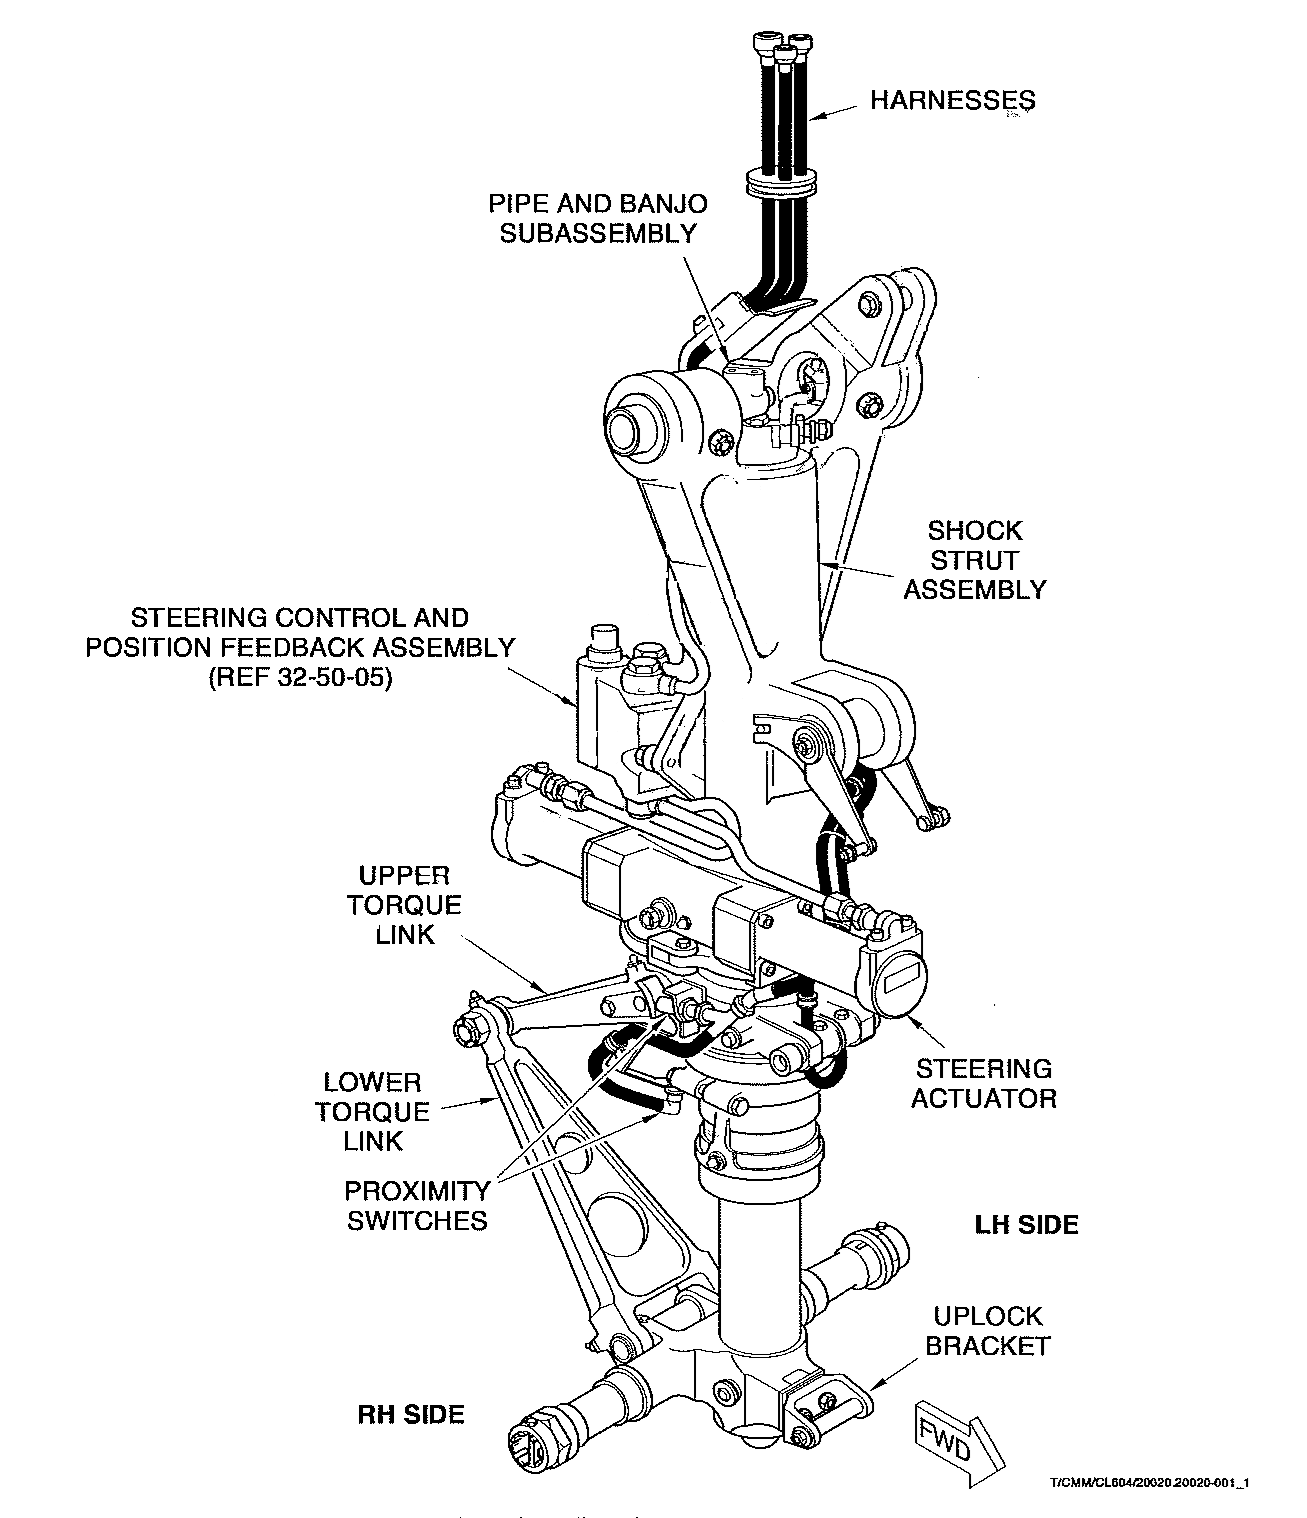 HARNESSES
PIPE AND BANJO
SUBASSEMBLY
SHOCK
STRUT
ASSEMBLY
STEERING CONTROL AND
POSITION FEEDBACK ASSEMBLY
(REF 32-50-05)
UPPER
TORQUE
LINK
LOWER
TORQUE
LINK
STEERING
ACTUATOR
PROXIMITY
SWITCHES
LH SIDE
UPLOCK
BRACKET
RH SIDE
FWD
T/CMM/CL604/20020.20020-001_1